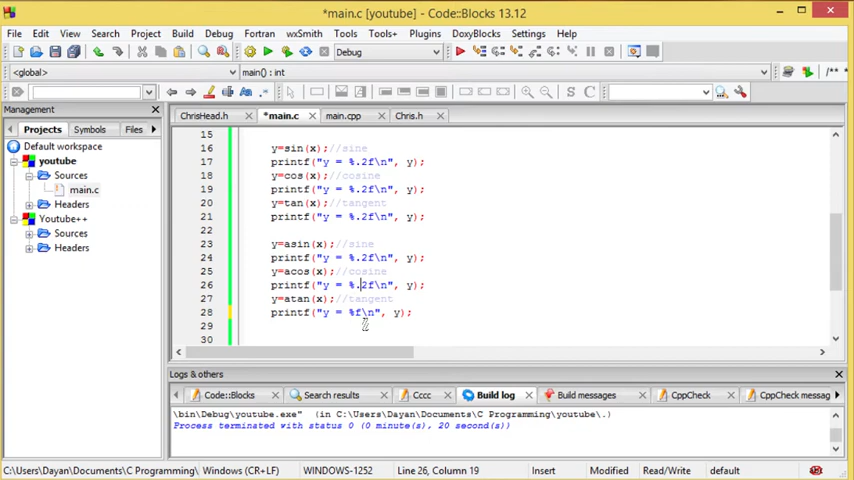 *main.c [youtube] - Code::Blocks 13.12
File Edit View Search Project Build Debug Fortran wxSmith Tools Tools+ Plugins DoxyBlocks Settings Help
Debug
<global> main() : int /**
Management
Projects Symbols Files
ChrisHead.h *main.c main.cpp Chris.h
Default workspace
youtube
Sources
main.c
Headers
Youtube++
Sources
Headers
15
16 y=sin(x);//sine
17 printf("y = %.2f\n", y);
18 y=cos(x);//cosine
19 printf("y = %.2f\n", y);
20 y=tan(x);//tangent
21 printf("y = %.2f\n", y);
22
23 y=asin(x);//sine
24 printf("y = %.2f\n", y);
25 y=acos(x);//cosine
26 printf("y = %.2f\n", y);
27 y=atan(x);//tangent
28 printf("y = %f\n", y);
29
30
Logs & others
Code::Blocks Search results Cccc Build log Build messages CppCheck CppCheck messag
\bin\Debug\youtube.exe" (in C:\Users\Dayan\Documents\C Programming\youtube\.)
Process terminated with status 0 (0 minute(s), 20 second(s))
C:\Users\Dayan\Documents\C Programming\ Windows (CR+LF) WINDOWS-1252 Line 26, Column 19 Insert Modified Read/Write default